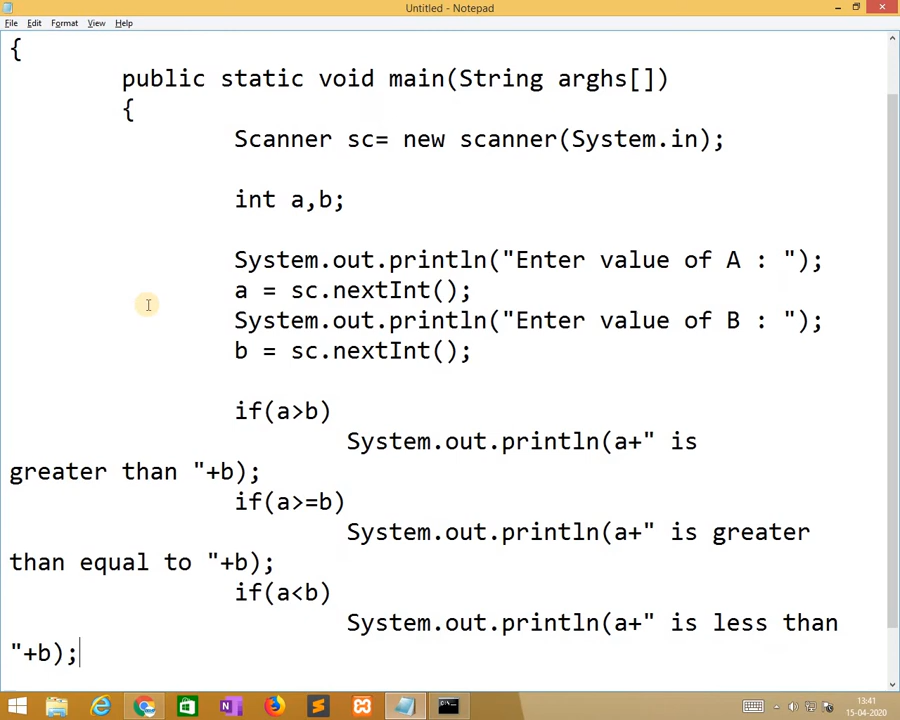 Untitled - Notepad
File Edit Format View Help
{
public static void main(String arghs[])
{
Scanner sc= new scanner(System.in);
int a,b;
System.out.println("Enter value of A : ");
a = sc.nextInt();
System.out.println("Enter value of B : ");
b = sc.nextInt();
if(a>b)
System.out.println(a+" is
greater than "+b);
if(a>=b)
System.out.println(a+" is greater
than equal to "+b);
if(a<b)
System.out.println(a+" is less than
"+b);
13:41
15-04-2020